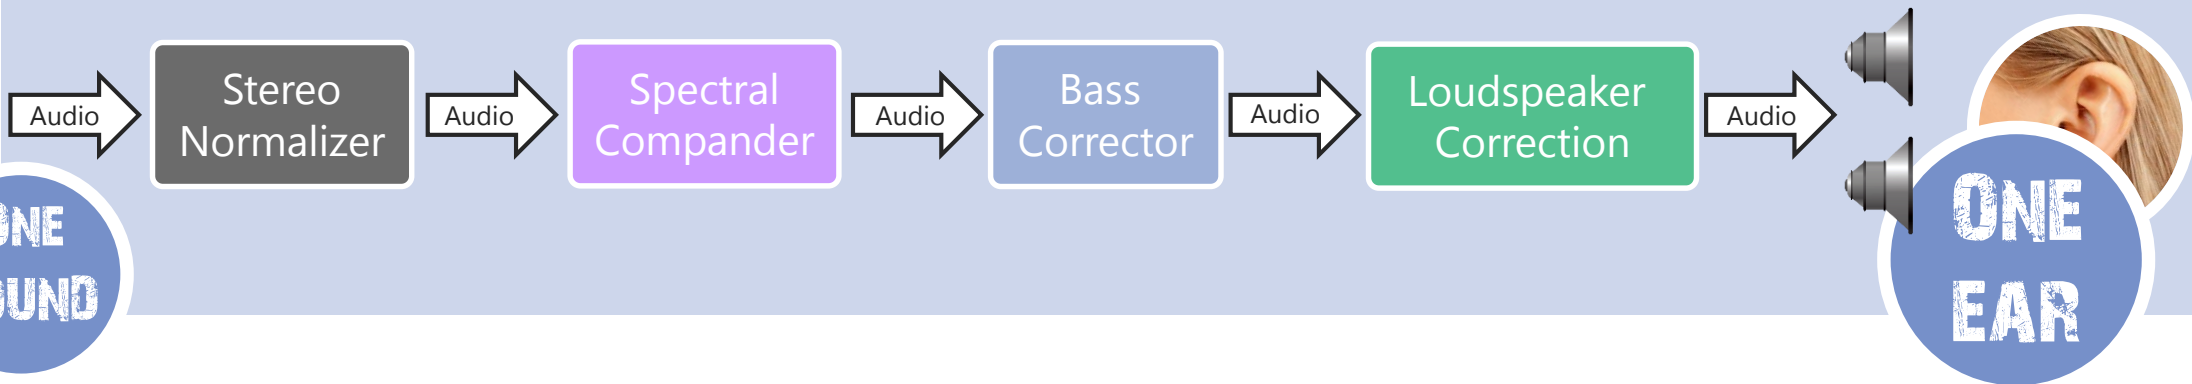 Audio
Stereo
Normalizer
Audio
Spectral
Compander
Audio
Bass
Corrector
Audio
Loudspeaker
Correction
Audio
ONE
EAR